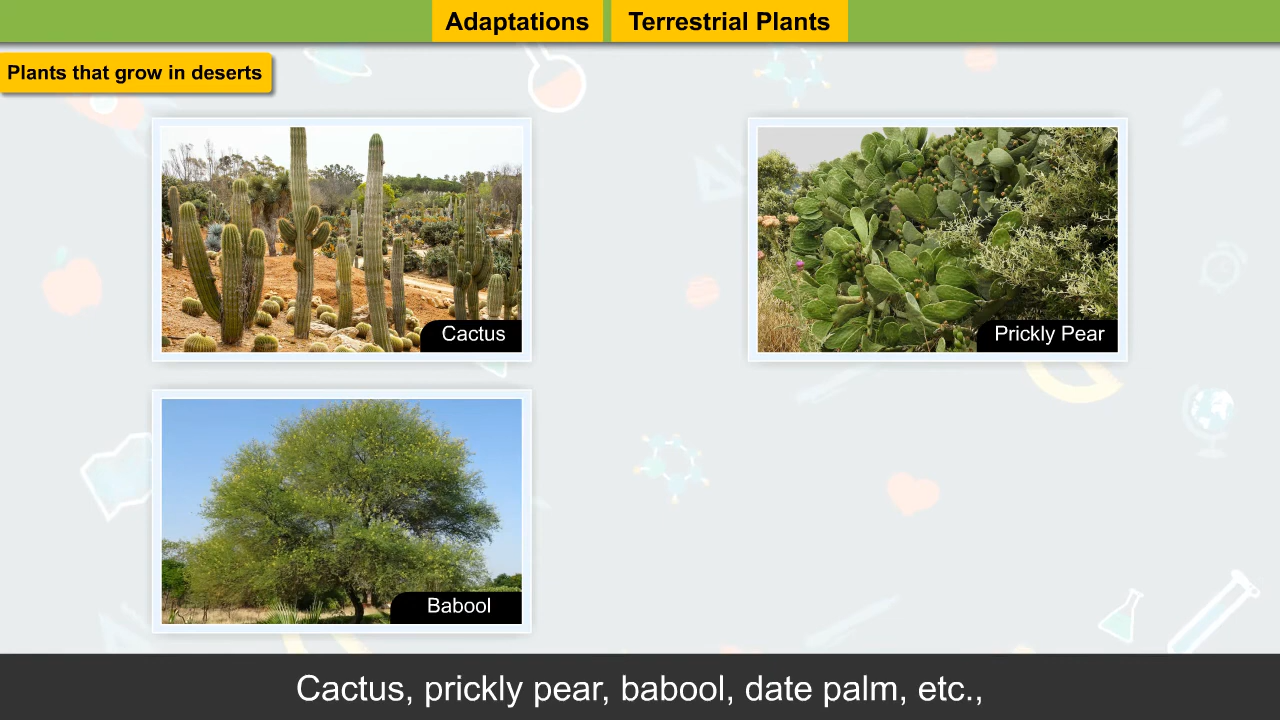 Adaptations Terrestrial Plants
Plants that grow in deserts
Cactus
Prickly Pear
Babool
Cactus, prickly pear, babool, date palm, etc.,